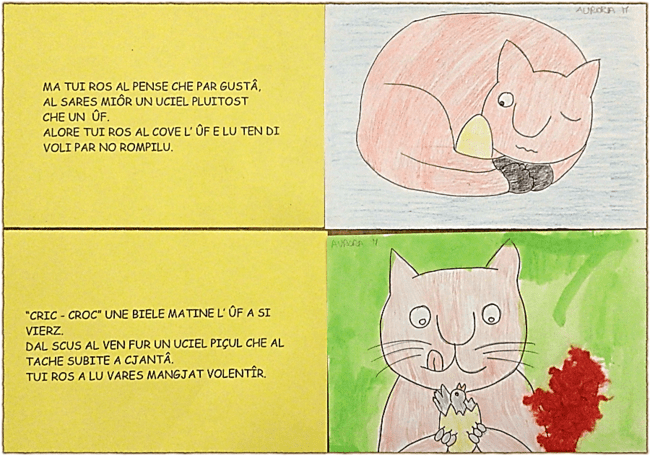 AURORA
MA TUI ROS AL PENSE CHE PAR GUSTÂ,
AL SARES MIÔR UN UCIEL PLUITOST
CHE UN ÛF.
ALORE TUI ROS AL COVE L' ÛF E LU TEN DI
VOLI PAR NO ROMPILU.
AURORA
"CRIC - CROC" UNE BIELE MATINE L' ÛF A SI
VIERZ.
DAL SCUS AL VEN FUR UN UCIEL PIÇUL CHE AL
TACHE SUBITE A CJANTÂ.
TUI ROS A LU VARES MANGJAT VOLENTÎR.